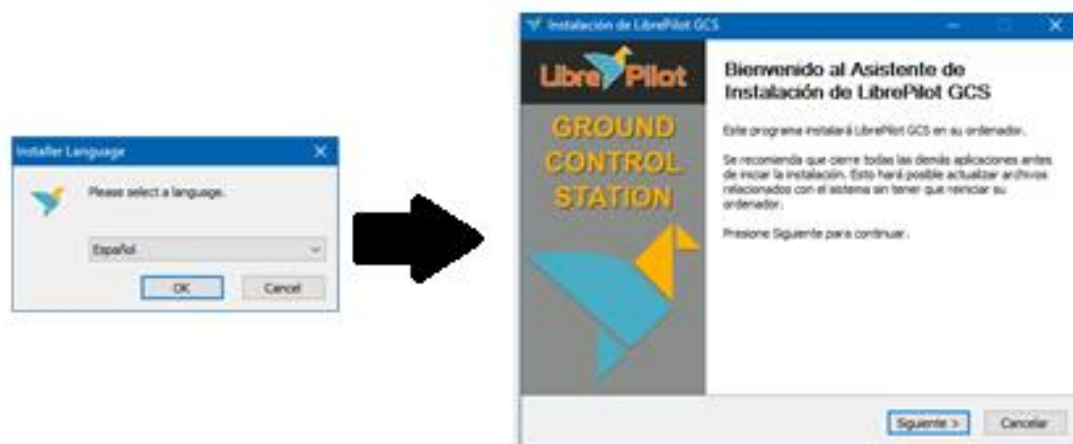 Installer Language
Please select a language.
Español
OK
Cancel
Instalación de LibrePilot GCS
LibrePilot
GROUND
CONTROL
STATION
Bienvenido al Asistente de
Instalación de LibrePilot GCS
Este programa instalará LibrePilot GCS en su ordenador.
Se recomienda que cierre todas las demás aplicaciones antes
de iniciar la instalación. Esto hará posible actualizar archivos
relacionados con el sistema sin tener que reiniciar su
ordenador.
Presione Siguiente para continuar.
Siguiente >
Cancelar